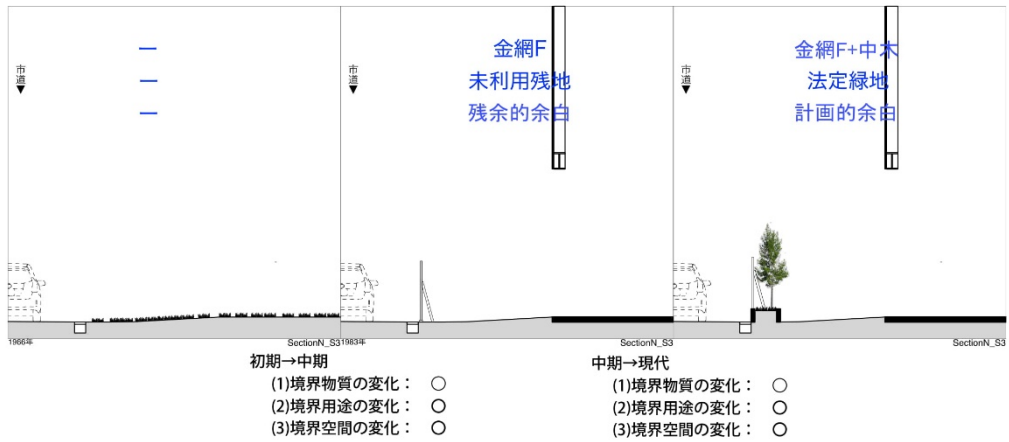 一
一
一
市道▼
1966年
SectionN_S3
金網F
未利用残地
残余的余白
市道▼
1983年
SectionN_S3
金網F+中木
法定緑地
計画的余白
市道▼
SectionN_S3
初期→中期
(1)境界物質の変化： ○
(2)境界用途の変化： ○
(3)境界空間の変化： ○
中期→現代
(1)境界物質の変化： ○
(2)境界用途の変化： ○
(3)境界空間の変化： ○